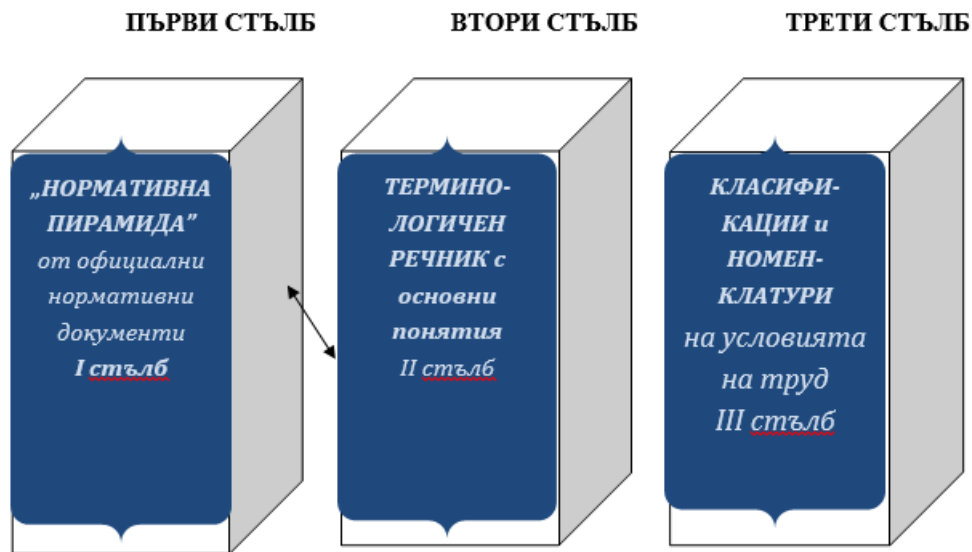 ПЪРВИ СТЪЛБ
ВТОРИ СТЪЛБ
ТРЕТИ СТЪЛБ
„НОРМАТИВНА
ПИРАМИДА”
от официални
нормативни
документи
I стълб
ТЕРМИНО-
ЛОГИЧЕН
РЕЧНИК с
основни
понятия
II стълб
КЛАСИФИ-
КАЦИИ и
НОМЕН-
КЛАТУРИ
на условията
на труд
III стълб